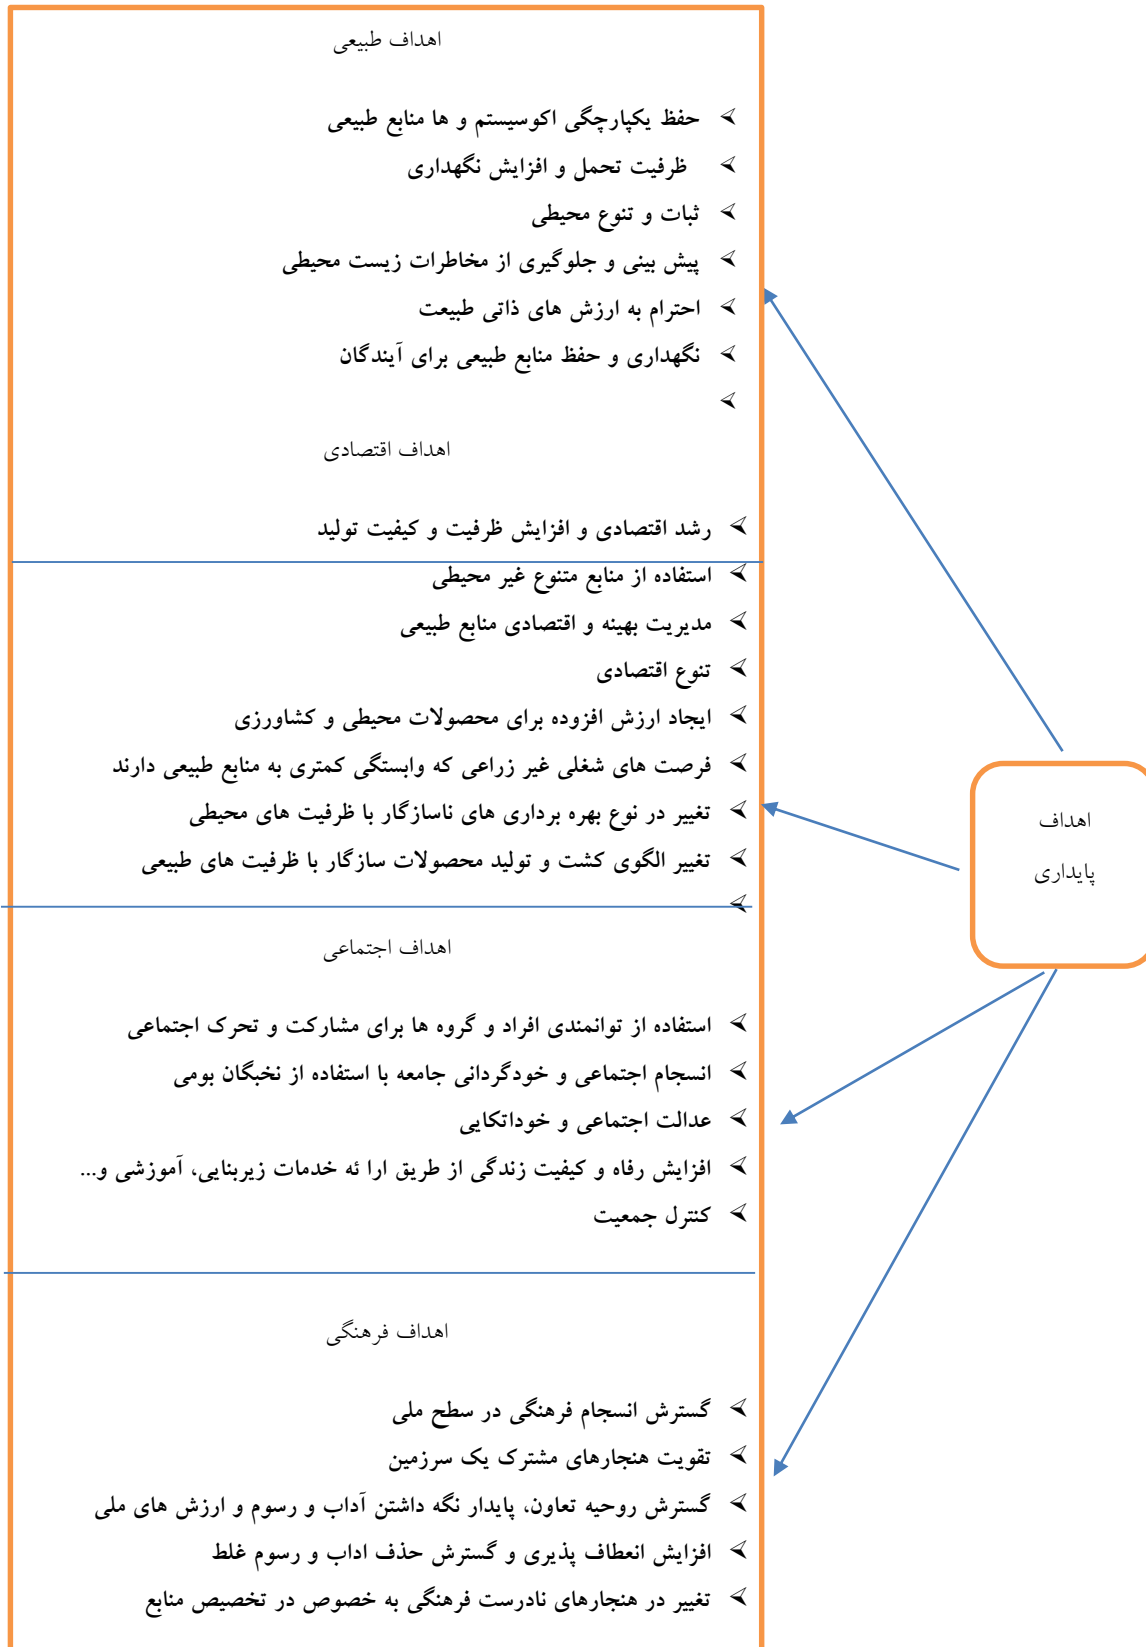 اهداف طبیعی
⮚ حفظ یکپارچگی اکوسیستم و ها منابع طبیعی
⮚ ظرفیت تحمل و افزایش نگهداری
⮚ ثبات و تنوع محیطی
⮚ پیش بینی و جلوگیری از مخاطرات زیست محیطی
⮚ احترام به ارزش های ذاتی طبیعت
⮚ نگهداری و حفظ منابع طبیعی برای آیندگان
⮚
اهداف اقتصادی
⮚ رشد اقتصادی و افزایش ظرفیت و کیفیت تولید
⮚ استفاده از منابع متنوع غیر محیطی
⮚ مدیریت بهینه و اقتصادی منابع طبیعی
⮚ تنوع اقتصادی
⮚ ایجاد ارزش افزوده برای محصولات محیطی و کشاورزی
⮚ فرصت های شغلی غیر زراعی که وابستگی کمتری به منابع طبیعی دارند
⮚ تغییر در نوع بهره برداری های ناسازگار با ظرفیت های محیطی
⮚ تغییر الگوی کشت و تولید محصولات سازگار با ظرفیت های طبیعی
⮚
اهداف اجتماعی
⮚ استفاده از توانمندی افراد و گروه ها برای مشارکت و تحرک اجتماعی
⮚ انسجام اجتماعی و خودگردانی جامعه با استفاده از نخبگان بومی
⮚ عدالت اجتماعی و خوداتکایی
⮚ افزایش رفاه و کیفیت زندگی از طریق ارا ئه خدمات زیربنایی، آموزشی و...
⮚ کنترل جمعیت
اهداف فرهنگی
⮚ گسترش انسجام فرهنگی در سطح ملی
⮚ تقویت هنجارهای مشترک یک سرزمین
⮚ گسترش روحیه تعاون، پایدار نگه داشتن آداب و رسوم و ارزش های ملی
⮚ افزایش انعطاف پذیری و گسترش حذف اداب و رسوم غلط
⮚ تغییر در هنجارهای نادرست فرهنگی به خصوص در تخصیص منابع
اهداف
پایداری